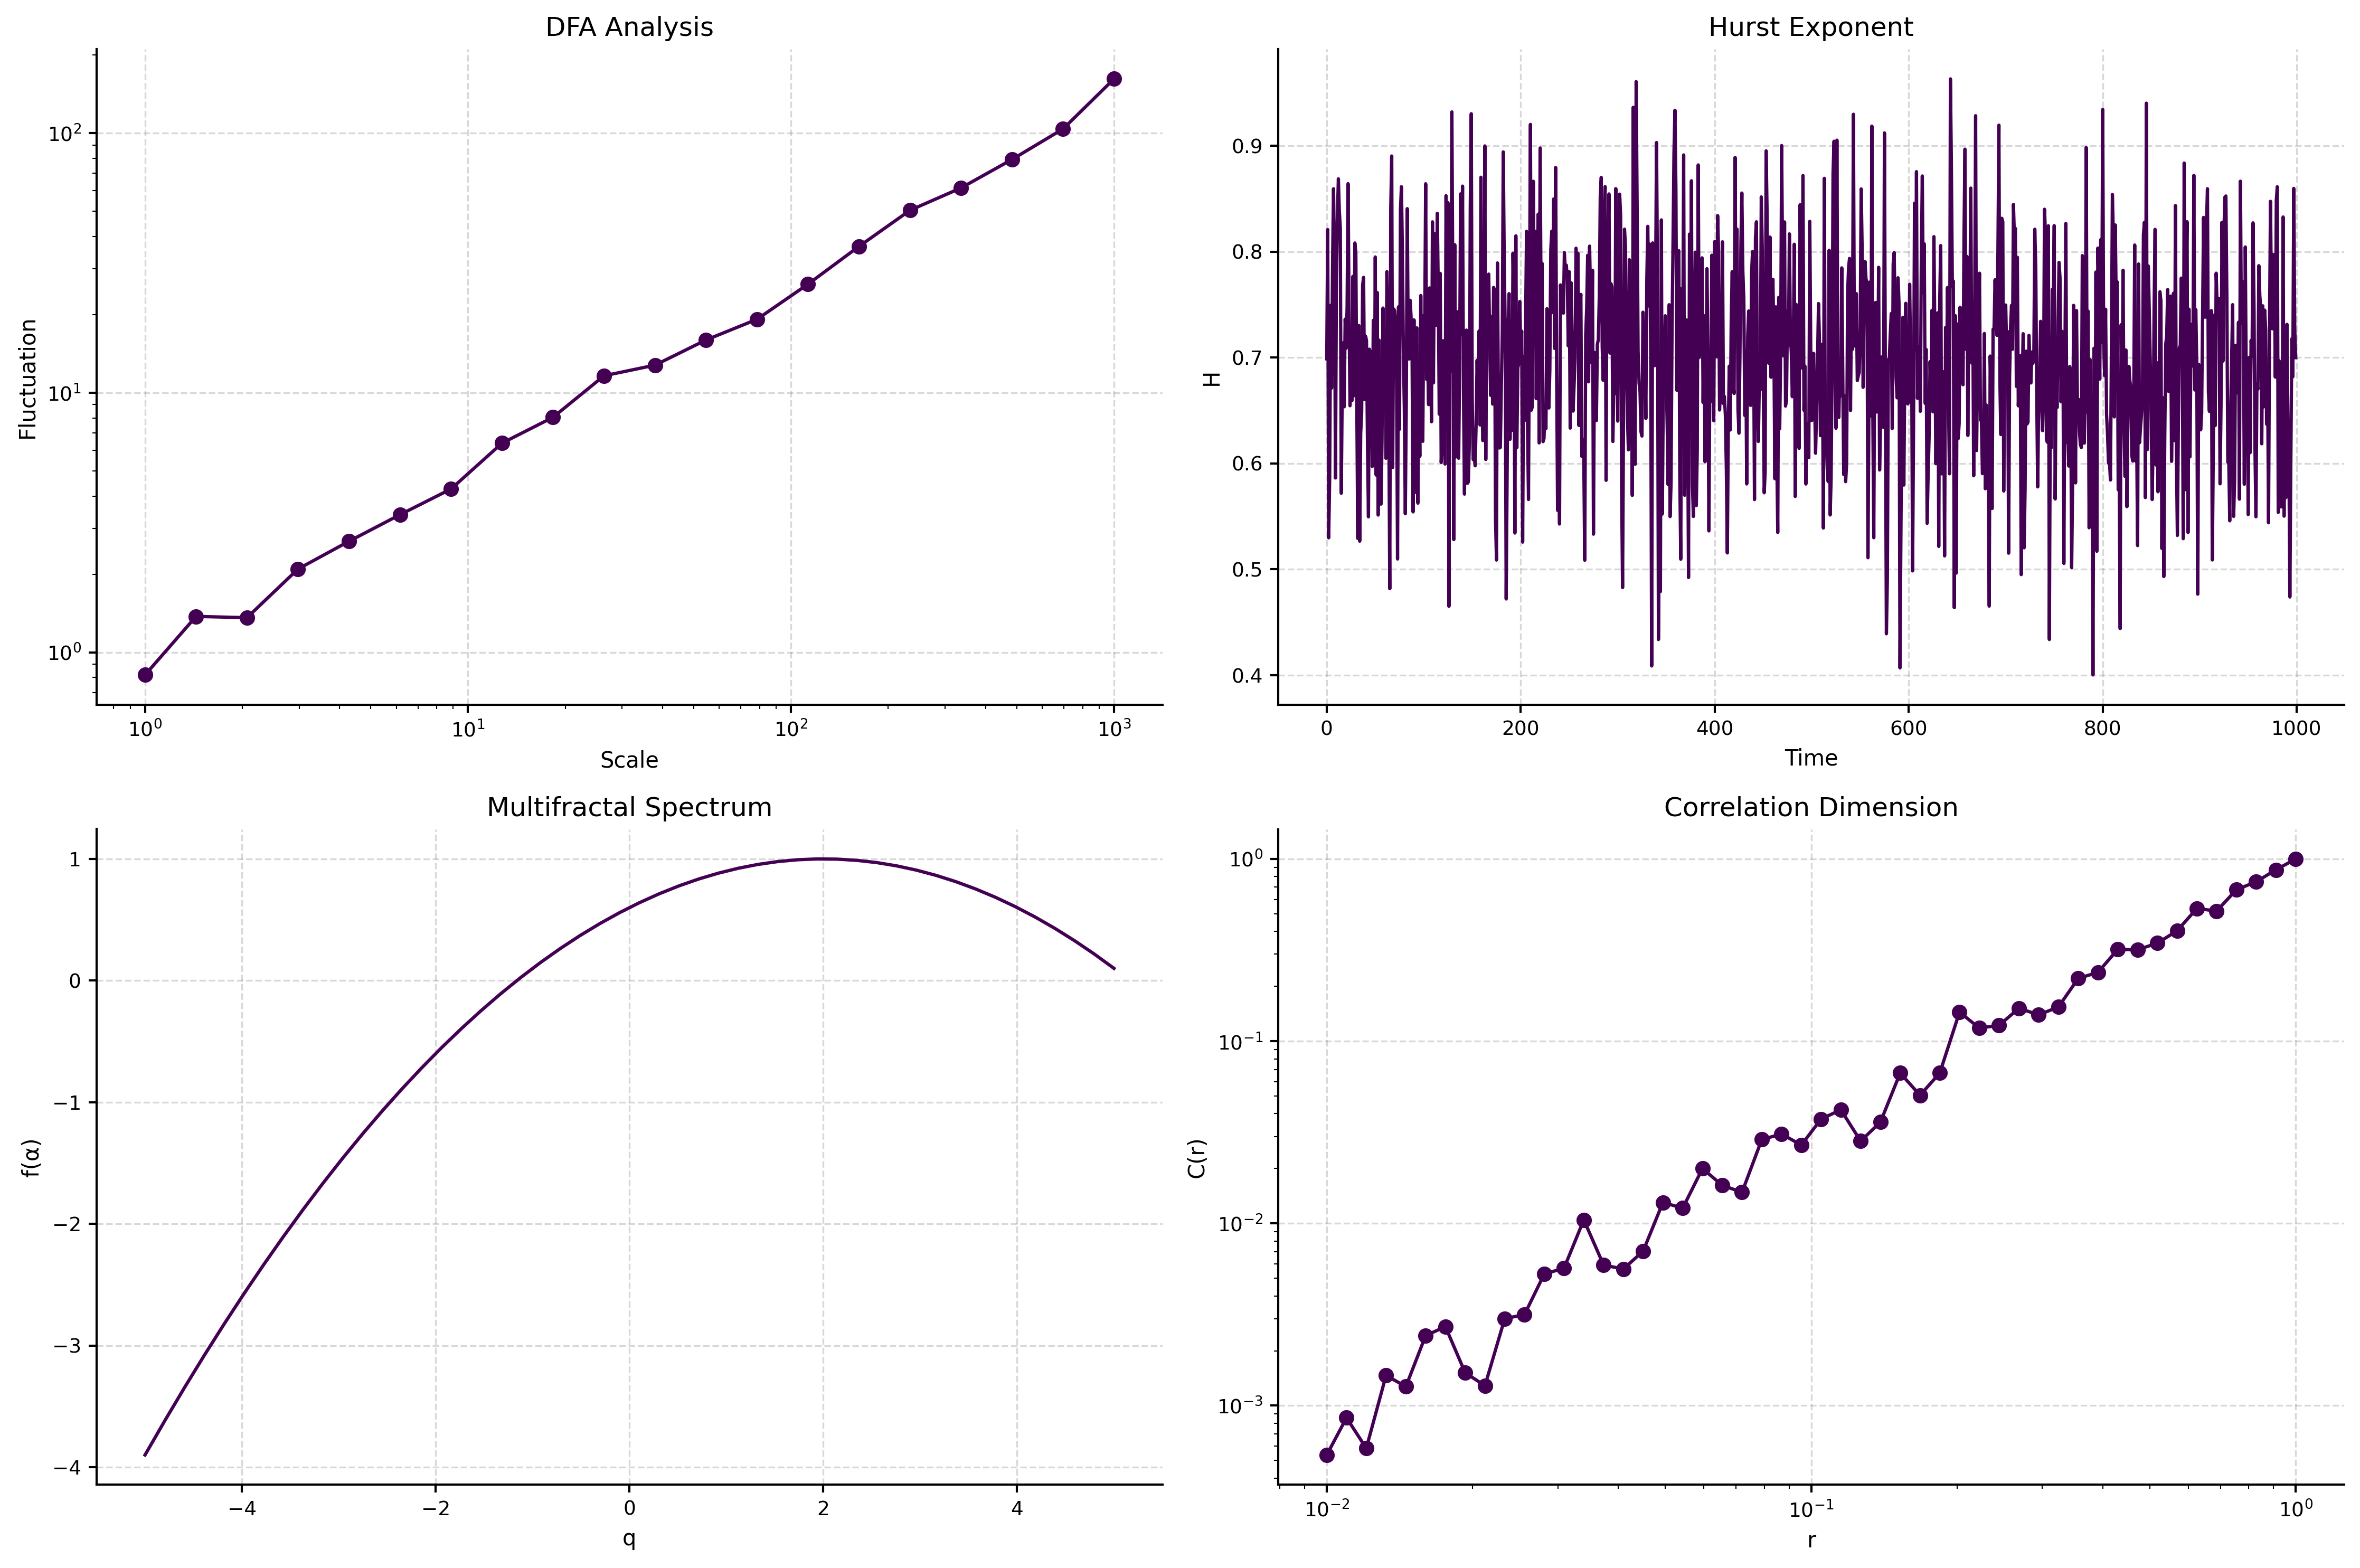 DFA Analysis
10²
10¹
10⁰
Fluctuation
10⁰ 10¹ 10² 10³
Scale
Hurst Exponent
0.9
0.8
0.7
0.6
0.5
0.4
H
0 200 400 600 800 1000
Time
Multifractal Spectrum
1
0
−1
−2
−3
−4
f(α)
−4 −2 0 2 4
q
Correlation Dimension
10⁰
10⁻¹
10⁻²
10⁻³
C(r)
10⁻² 10⁻¹ 10⁰
r